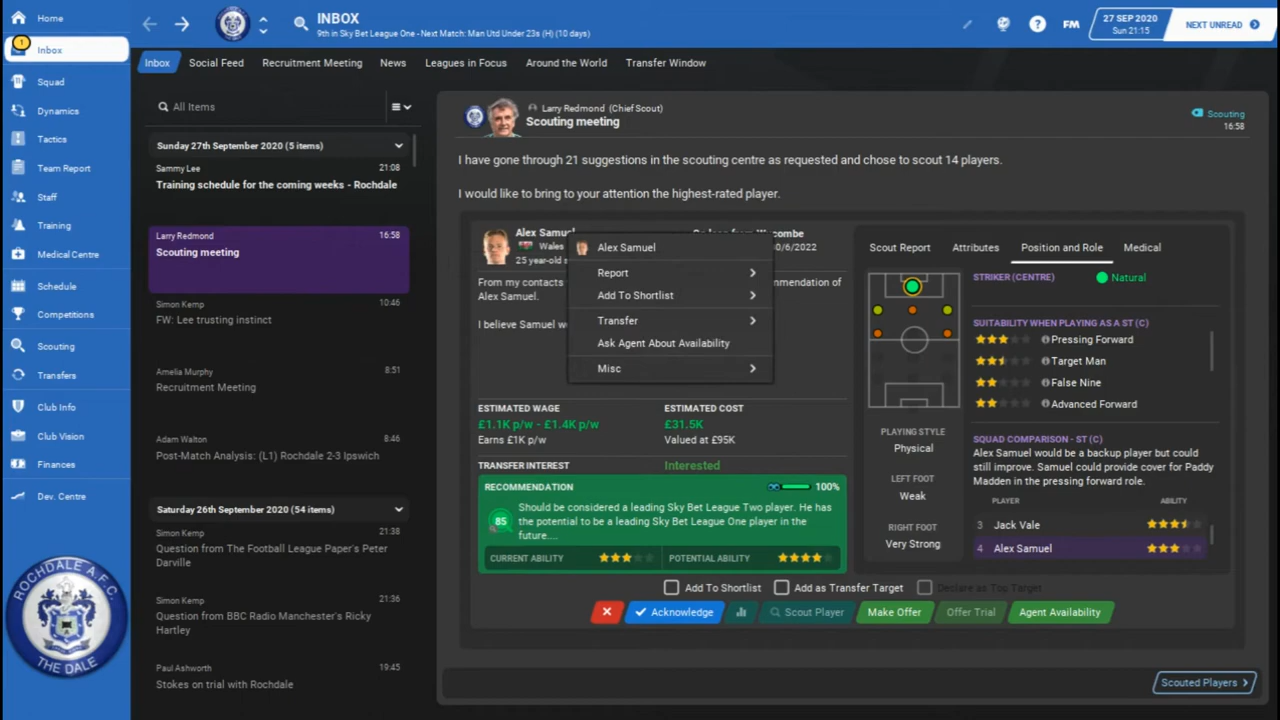 Home
1
Inbox
Squad
Dynamics
Tactics
Team Report
Staff
Training
Medical Centre
Schedule
Competitions
Scouting
Transfers
Club Info
Club Vision
Finances
Dev. Centre
ROCHDALE A.F.C.
THE DALE
INBOX
9th in Sky Bet League One - Next Match: Man Utd Under 23s (H) (10 days)
?
FM
27 SEP 2020
Sun 21:15
NEXT UNREAD
Inbox
Social Feed
Recruitment Meeting
News
Leagues in Focus
Around the World
Transfer Window
All Items
Sunday 27th September 2020 (5 items)
Sammy Lee 21:08
Training schedule for the coming weeks - Rochdale
Larry Redmond 16:58
Scouting meeting
Simon Kemp 10:46
FW: Lee trusting instinct
Amelia Murphy 8:51
Recruitment Meeting
Adam Walton 8:46
Post-Match Analysis: (L1) Rochdale 2-3 Ipswich
Saturday 26th September 2020 (54 items)
Simon Kemp 21:38
Question from The Football League Paper's Peter
Darville
Simon Kemp 21:36
Question from BBC Radio Manchester's Ricky
Hartley
Paul Ashworth 19:45
Stokes on trial with Rochdale
Larry Redmond (Chief Scout)
Scouting meeting
Scouting
16:58
I have gone through 21 suggestions in the scouting centre as requested and chose to scout 14 players.
I would like to bring to your attention the highest-rated player.
Alex Samuel
Wales
25 year-old
From my contacts
Alex Samuel.
I believe Samuel
30/6/2022
Alex Samuel
Report
Add To Shortlist
Transfer
Ask Agent About Availability
Misc
ESTIMATED WAGE
£1.1K p/w - £1.4K p/w
Earns £1K p/w
ESTIMATED COST
£31.5K
Valued at £95K
TRANSFER INTEREST
Interested
RECOMMENDATION
100%
85
Should be considered a leading Sky Bet League Two player. He has
the potential to be a leading Sky Bet League One player in the
future....
CURRENT ABILITY
POTENTIAL ABILITY
Scout Report
Attributes
Position and Role
Medical
PLAYING STYLE
Physical
LEFT FOOT
Weak
RIGHT FOOT
Very Strong
STRIKER (CENTRE)
Natural
SUITABILITY WHEN PLAYING AS A ST (C)
Pressing Forward
Target Man
False Nine
Advanced Forward
SQUAD COMPARISON - ST (C)
Alex Samuel would be a backup player but could
still improve. Samuel could provide cover for Paddy
Madden in the pressing forward role.
PLAYER ABILITY
3 Jack Vale
4 Alex Samuel
Add To Shortlist
Add as Transfer Target
Declare as Top Target
Acknowledge
Scout Player
Make Offer
Offer Trial
Agent Availability
Scouted Players